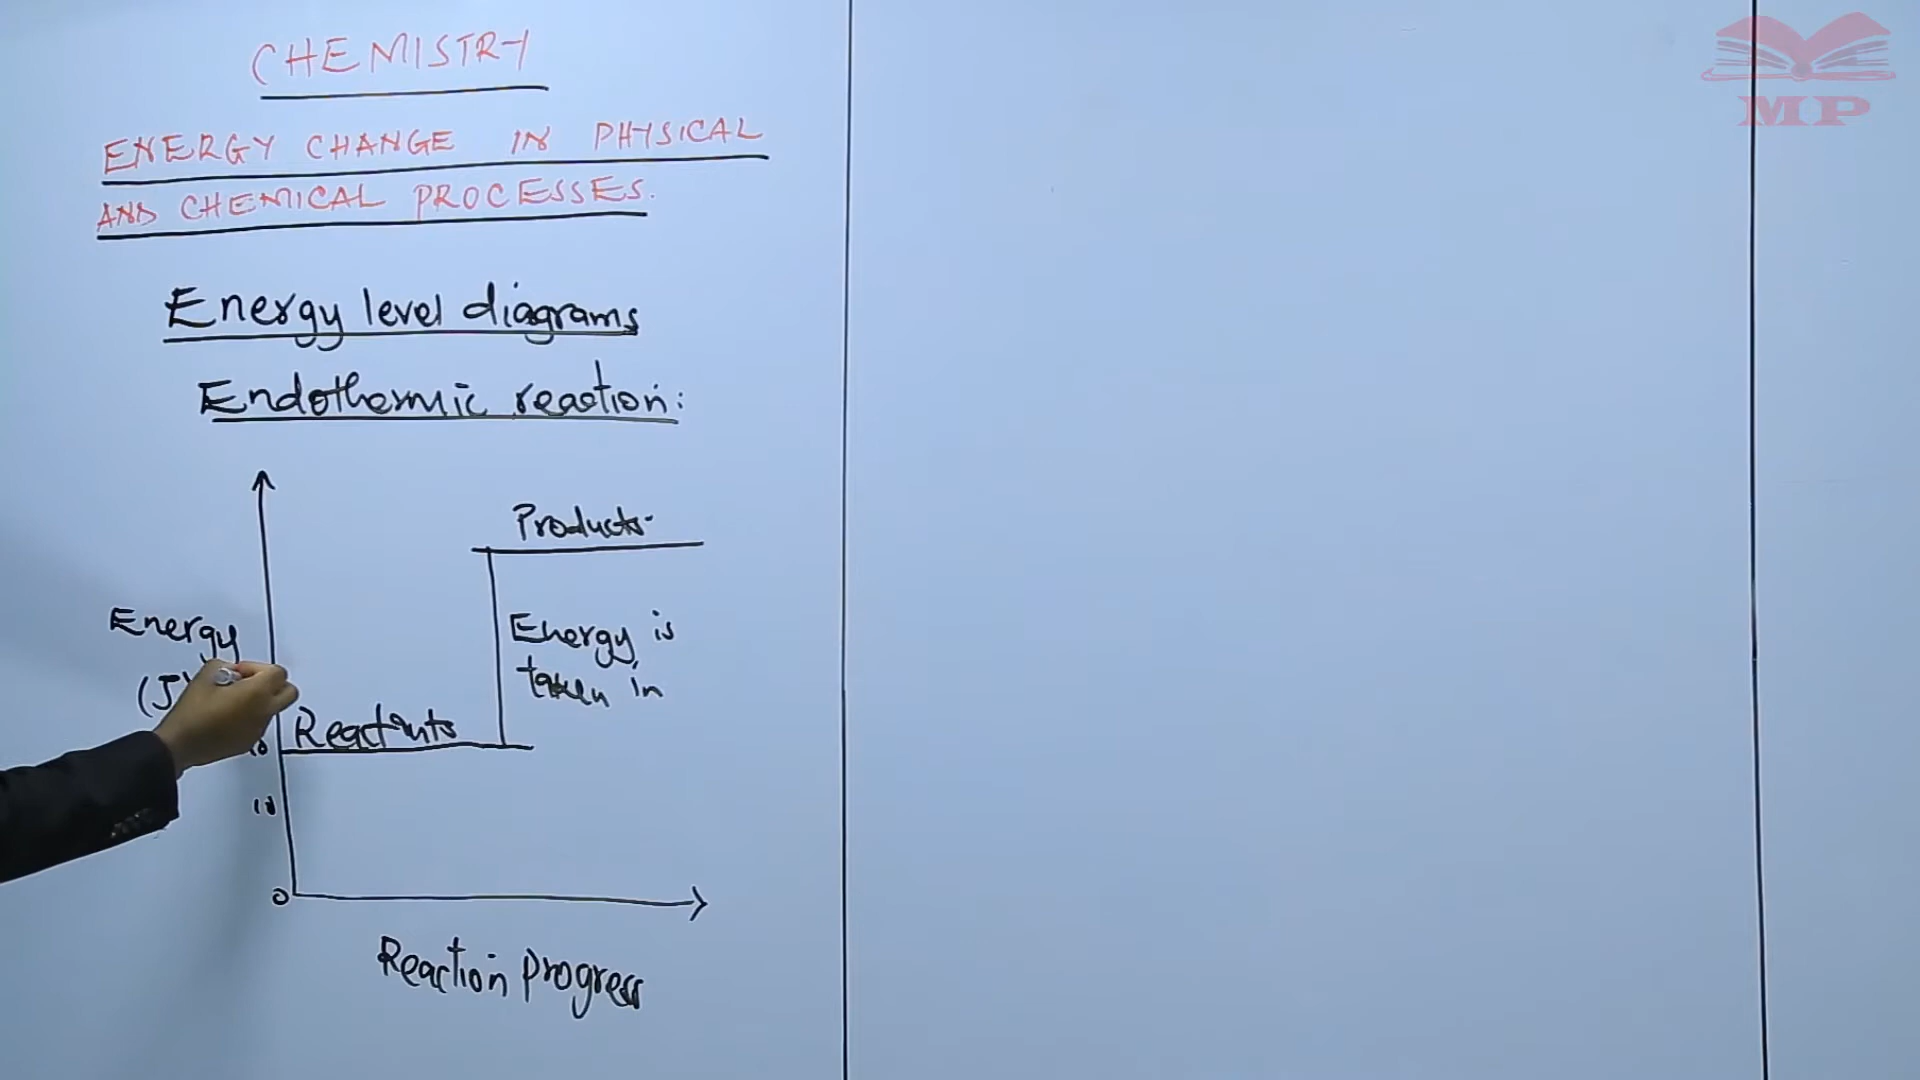 CHEMISTRY
ENERGY CHANGE IN PHYSICAL
AND CHEMICAL PROCESSES.
Energy level diagrams
Endothermic reaction:
Products
Energy
(J)
Energy is
taken in
Reactants
10
0
Reaction Progress
MP